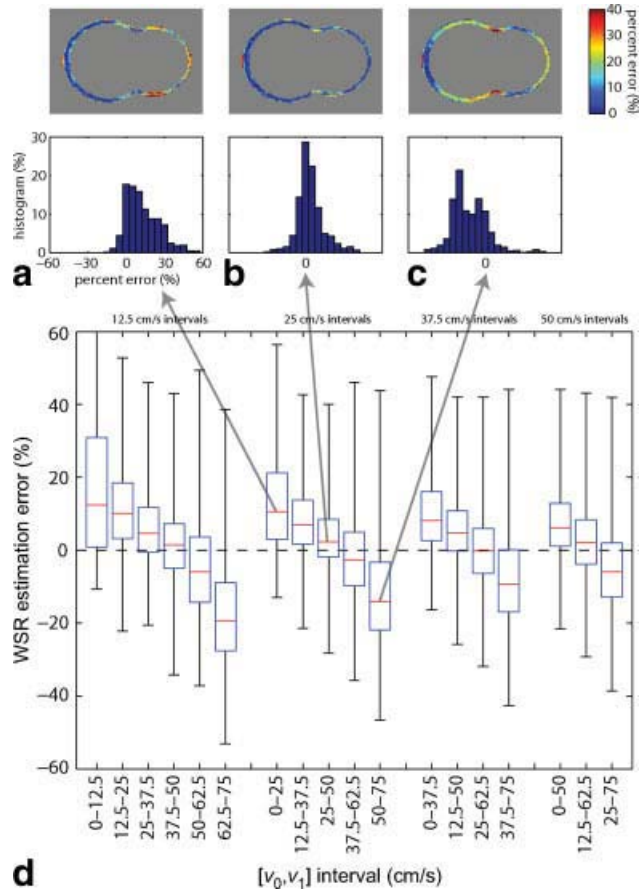 40
30
20
10
0
percent error (%)
30
20
10
0
histogram (%)
−60 −30 0 30 60
0
0
a
percent error (%)
b
c
12.5 cm/s intervals
25 cm/s intervals
37.5 cm/s intervals
50 cm/s intervals
60
40
20
0
−20
−40
−60
WSR estimation error (%)
0–12.5
12.5–25
25–37.5
37.5–50
50–62.5
62.5–75
0–25
12.5–37.5
25–50
37.5–62.5
50–75
0–37.5
12.5–50
25–62.5
37.5–75
0–50
12.5–62.5
25–75
d
[v₀,v₁] interval (cm/s)